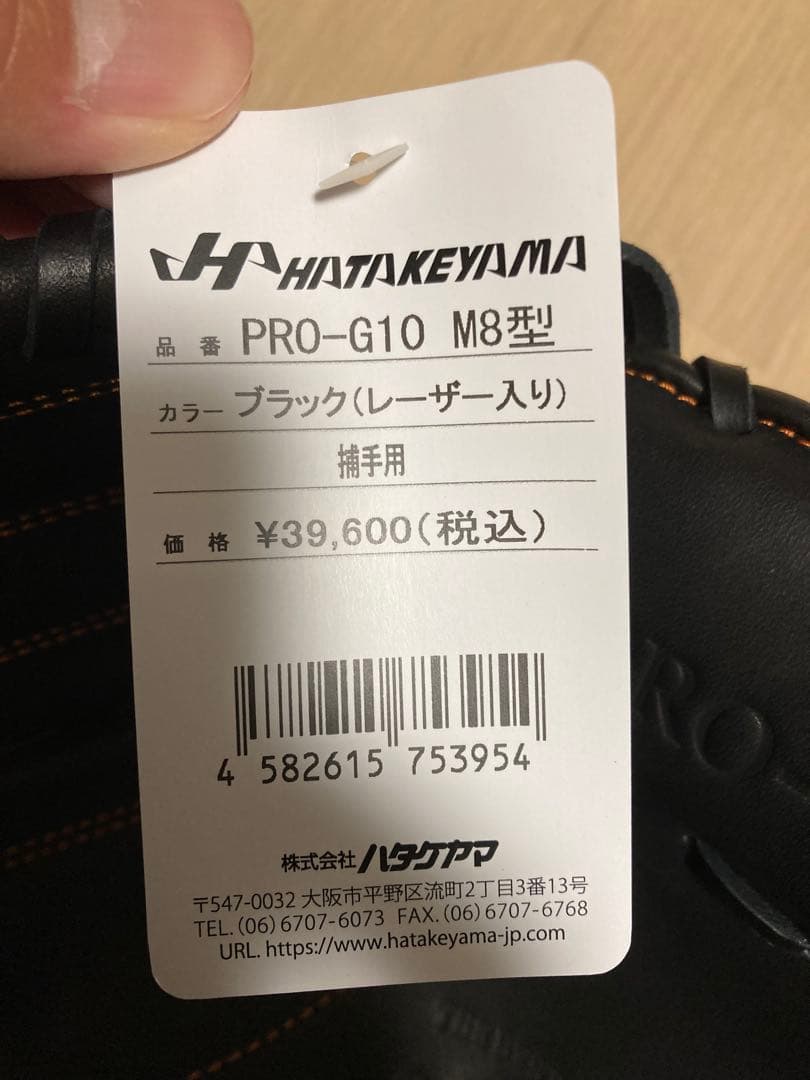 HATAKEYAMA
品番 PRO-G10 M8型
カラー ブラック(レーザー入り)
捕手用
価格 ¥39,600(税込)
4 582615 753954
株式会社ハタケヤマ
〒547-0032 大阪市平野区流町2丁目3番13号
TEL.(06)6707-6073 FAX.(06)6707-6768
URL. https://www.hatakeyama-jp.com
RO